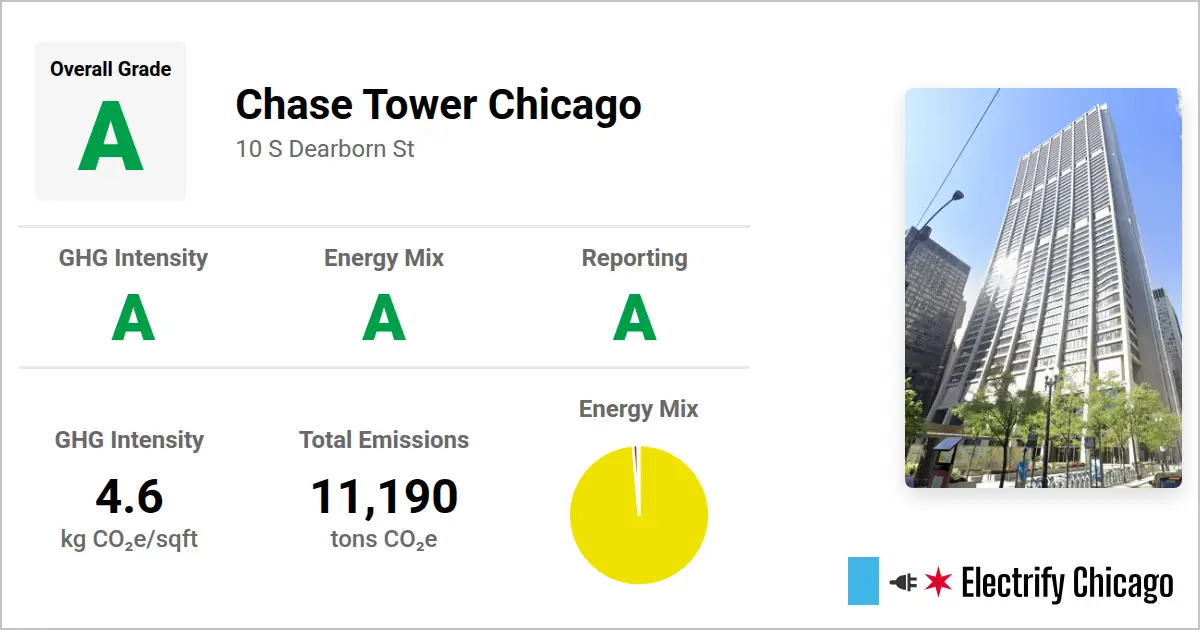 Overall Grade
A
Chase Tower Chicago
10 S Dearborn St
GHG Intensity
A
Energy Mix
A
Reporting
A
GHG Intensity
4.6
kg CO₂e/sqft
Total Emissions
11,190
tons CO₂e
Energy Mix
Electrify Chicago